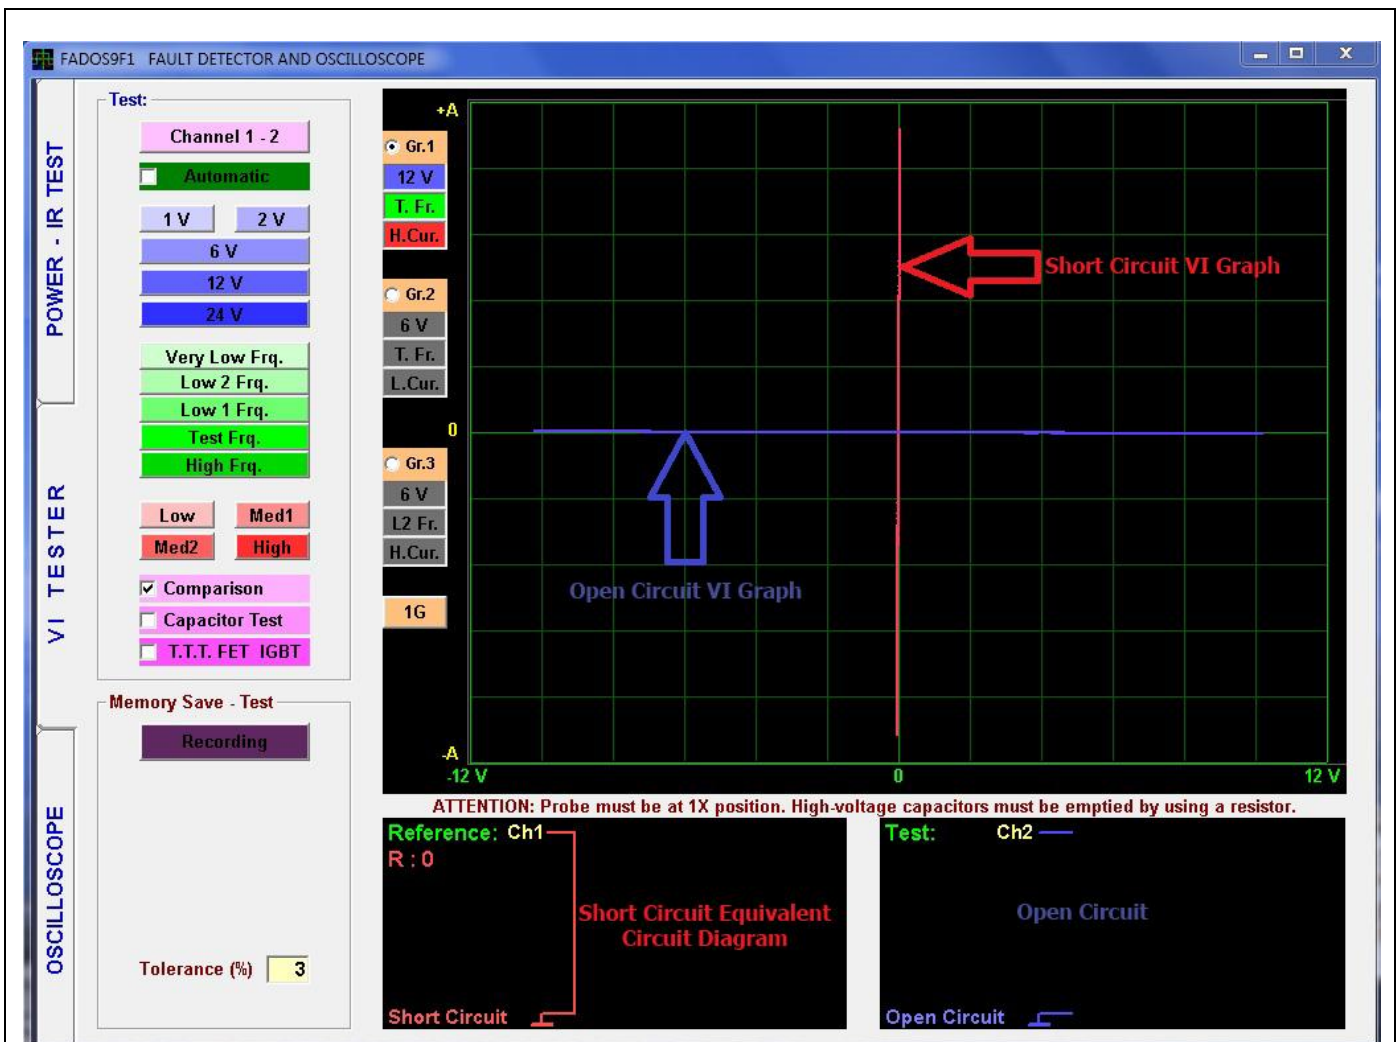 FADOS9F1 FAULT DETECTOR AND OSCILLOSCOPE
POWER - IR TEST
VI TESTER
OSCILLOSCOPE
Test:
Channel 1 - 2
Automatic
1 V
2 V
6 V
12 V
24 V
Very Low Frq.
Low 2 Frq.
Low 1 Frq.
Test Frq.
High Frq.
Low
Med1
Med2
High
Comparison
Capacitor Test
T.T.T. FET IGBT
Memory Save - Test
Recording
Tolerance (%) 3
+A
Gr.1
12 V
T. Fr.
H.Cur.
Gr.2
6 V
T. Fr.
L.Cur.
0
Gr.3
6 V
L2 Fr.
H.Cur.
1G
-A
-12 V
0
12 V
Short Circuit VI Graph
Open Circuit VI Graph
ATTENTION: Probe must be at 1X position. High-voltage capacitors must be emptied by using a resistor.
Reference: Ch1
R : 0
Short Circuit Equivalent
Circuit Diagram
Short Circuit
Test: Ch2
Open Circuit
Open Circuit